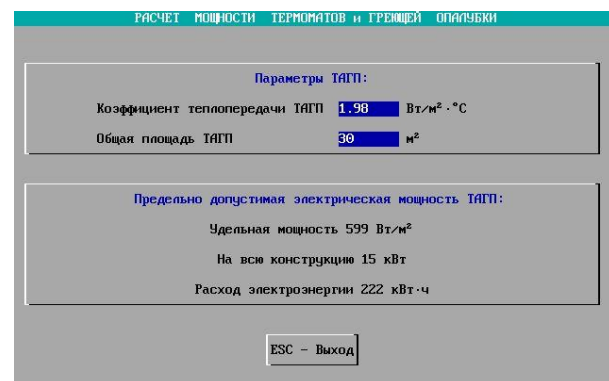 РАСЧЕТ МОЩНОСТИ ТЕРМОМАТОВ и ГРЕЮЩЕЙ ОПАЛУБКИ
Параметры ТАГП:
Коэффициент теплопередачи ТАГП 1.98 Вт/м²·°C
Общая площадь ТАГП 30 м²
Предельно допустимая электрическая мощность ТАГП:
Удельная мощность 599 Вт/м²
На всю конструкцию 15 кВт
Расход электроэнергии 222 кВт·ч
ESC - Выход